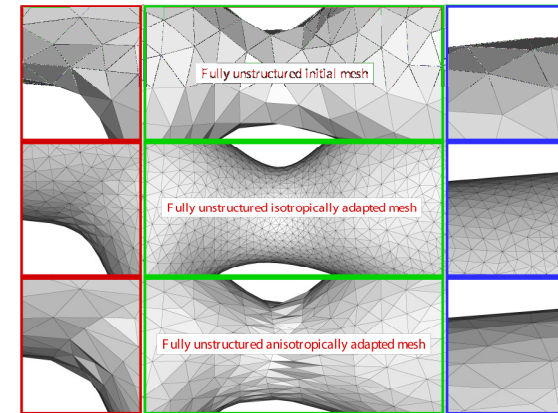 Fully unstructured initial mesh
Fully unstructured isotropically adapted mesh
Fully unstructured anisotropically adapted mesh